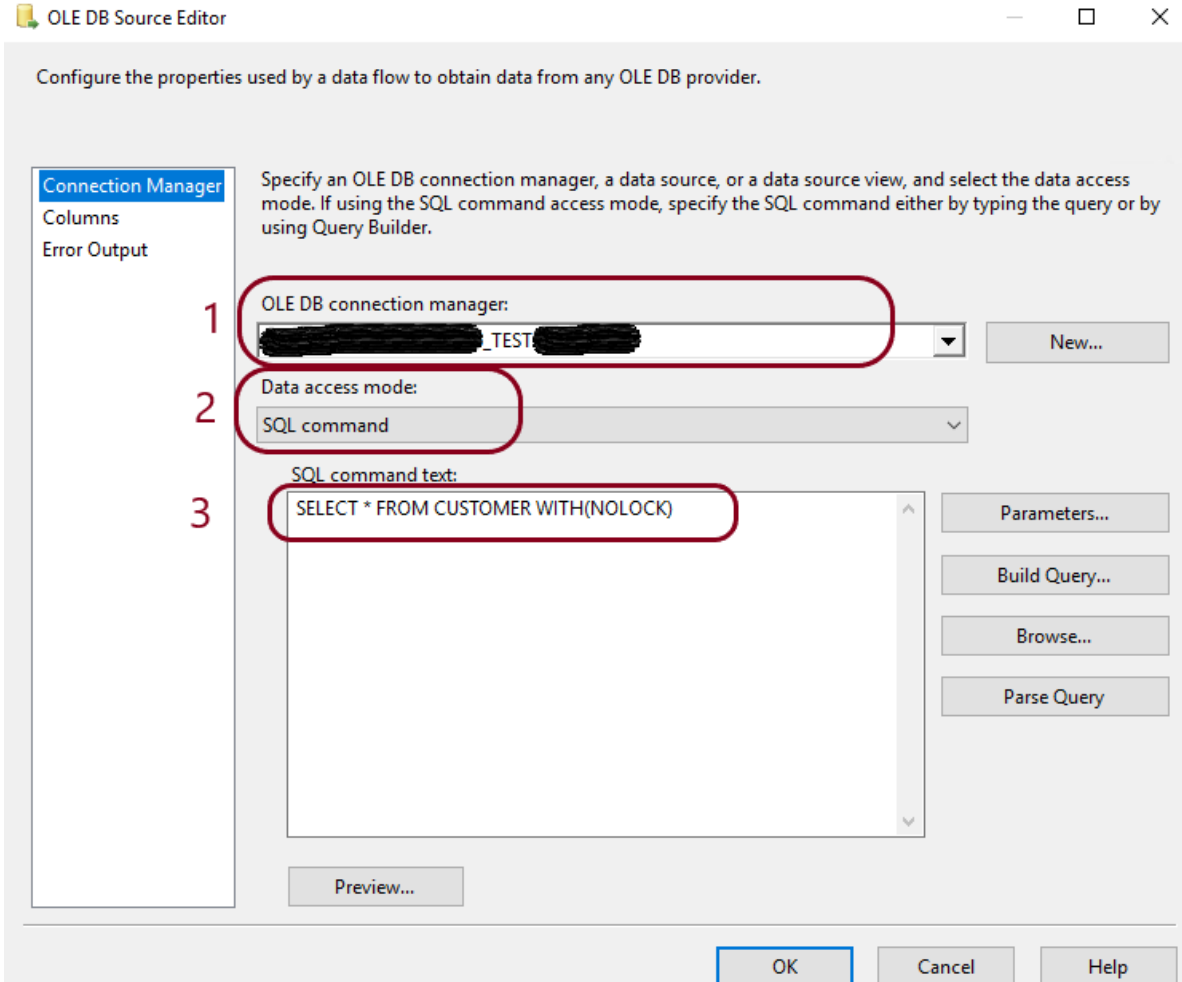 OLE DB Source Editor
Configure the properties used by a data flow to obtain data from any OLE DB provider.
Connection Manager
Columns
Error Output
Specify an OLE DB connection manager, a data source, or a data source view, and select the data access
mode. If using the SQL command access mode, specify the SQL command either by typing the query or by
using Query Builder.
1
OLE DB connection manager:
_TEST
New...
2
Data access mode:
SQL command
SQL command text:
3
SELECT * FROM CUSTOMER WITH(NOLOCK)
Parameters...
Build Query...
Browse...
Parse Query
Preview...
OK
Cancel
Help